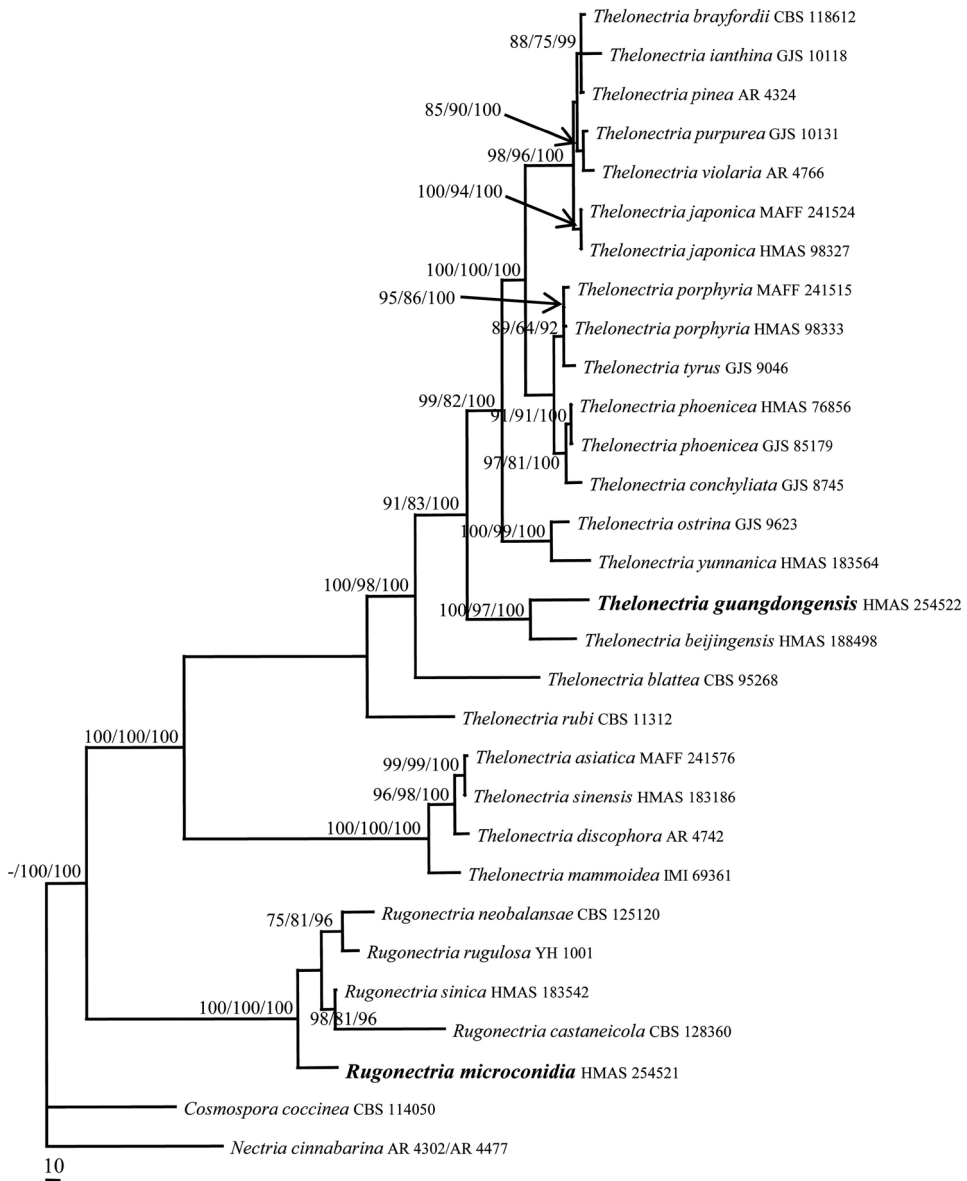 Thelonectria brayfordii CBS 118612
88/75/99
Thelonectria ianthina GJS 10118
Thelonectria pinea AR 4324
85/90/100
Thelonectria purpurea GJS 10131
98/96/100
Thelonectria violaria AR 4766
100/94/100
Thelonectria japonica MAFF 241524
Thelonectria japonica HMAS 98327
100/100/100
Thelonectria porphyria MAFF 241515
95/86/100
89/64/92
Thelonectria porphyria HMAS 98333
Thelonectria tyrus GJS 9046
99/82/100
Thelonectria phoenicea HMAS 76856
91/91/100
Thelonectria phoenicea GJS 85179
97/81/100
Thelonectria conchyliata GJS 8745
91/83/100
Thelonectria ostrina GJS 9623
100/99/100
Thelonectria yunnanica HMAS 183564
100/98/100
Thelonectria guangdongensis HMAS 254522
100/97/100
Thelonectria beijingensis HMAS 188498
Thelonectria blattea CBS 95268
Thelonectria rubi CBS 11312
100/100/100
Thelonectria asiatica MAFF 241576
99/99/100
Thelonectria sinensis HMAS 183186
96/98/100
100/100/100
Thelonectria discophora AR 4742
Thelonectria mammoidea IMI 69361
-/100/100
Rugonectria neobalansae CBS 125120
75/81/96
Rugonectria rugulosa YH 1001
Rugonectria sinica HMAS 183542
100/100/100
98/81/96
Rugonectria castaneicola CBS 128360
Rugonectria microconidia HMAS 254521
Cosmospora coccinea CBS 114050
Nectria cinnabarina AR 4302/AR 4477
10